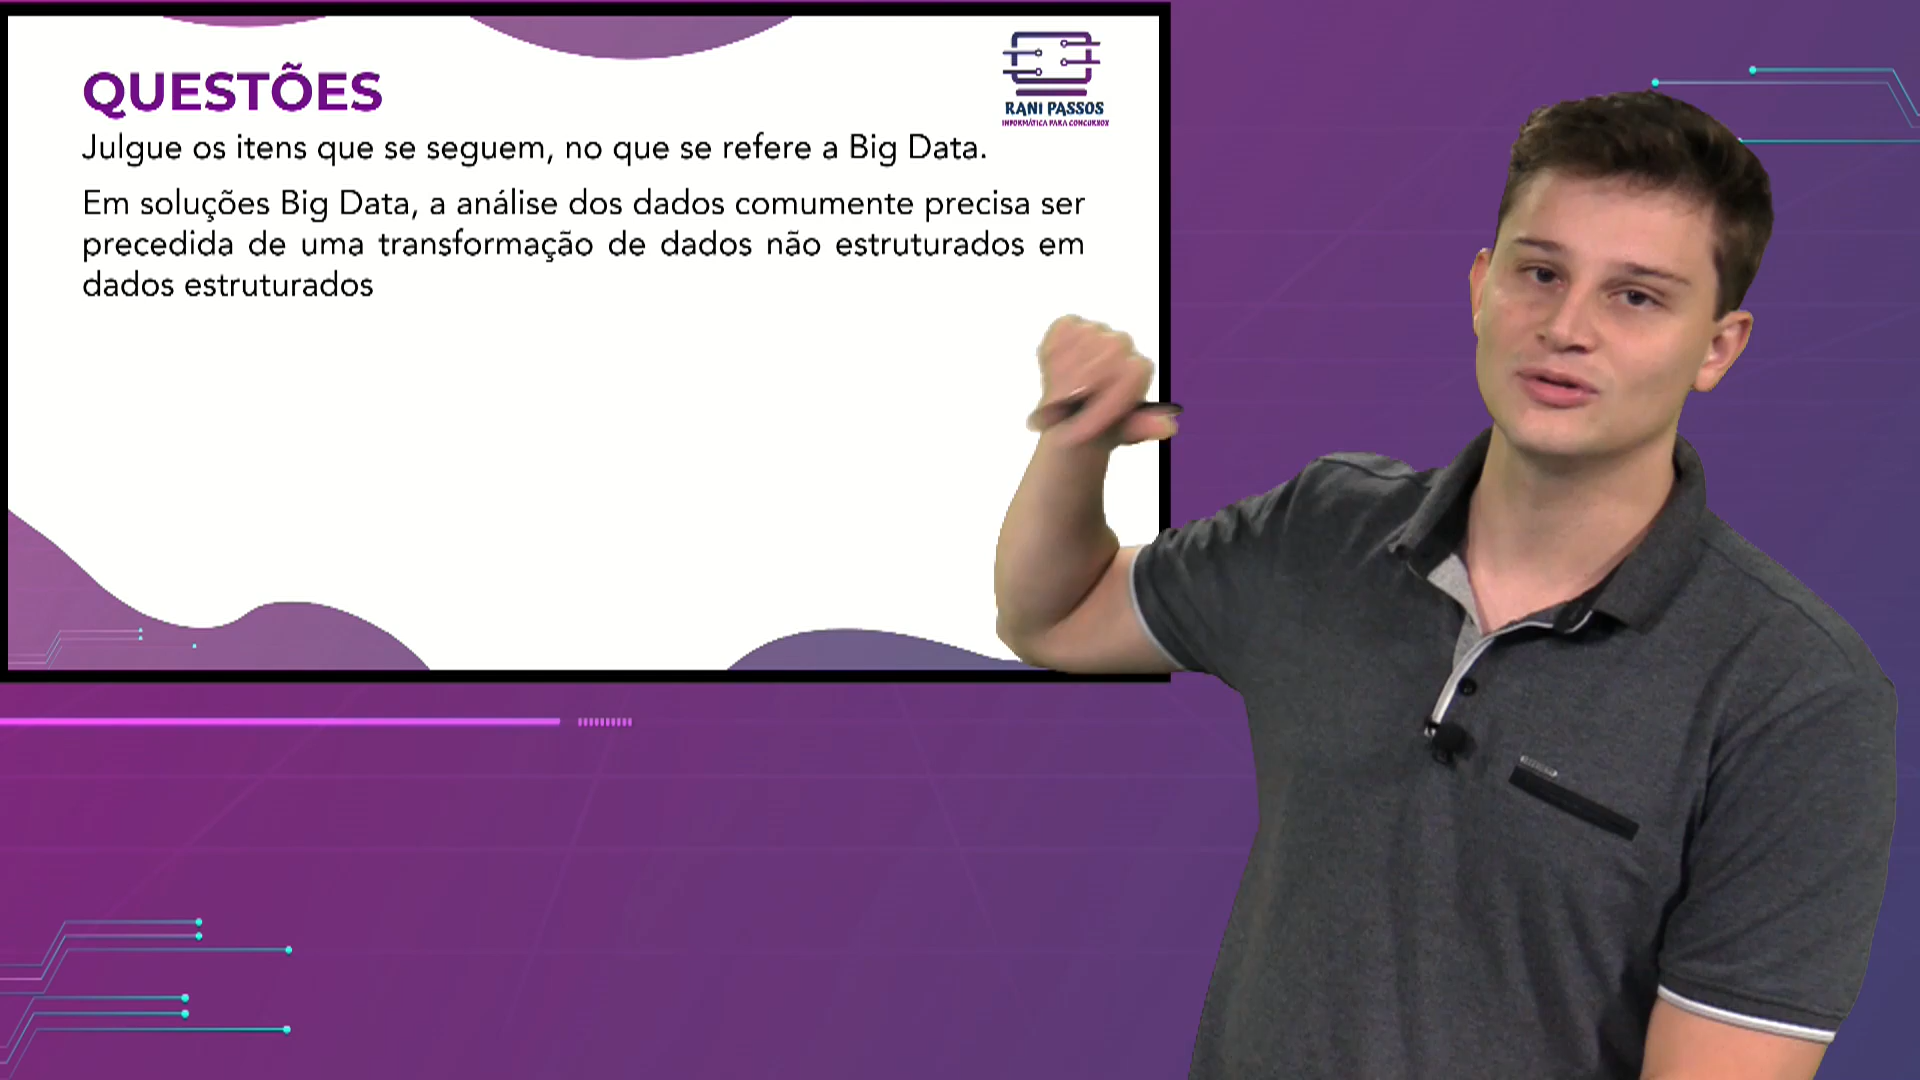 QUESTÕES
RANI PASSOS
INFORMÁTICA PARA CONCURSOS
Julgue os itens que se seguem, no que se refere a Big Data.
Em soluções Big Data, a análise dos dados comumente precisa ser
precedida de uma transformação de dados não estruturados em
dados estruturados